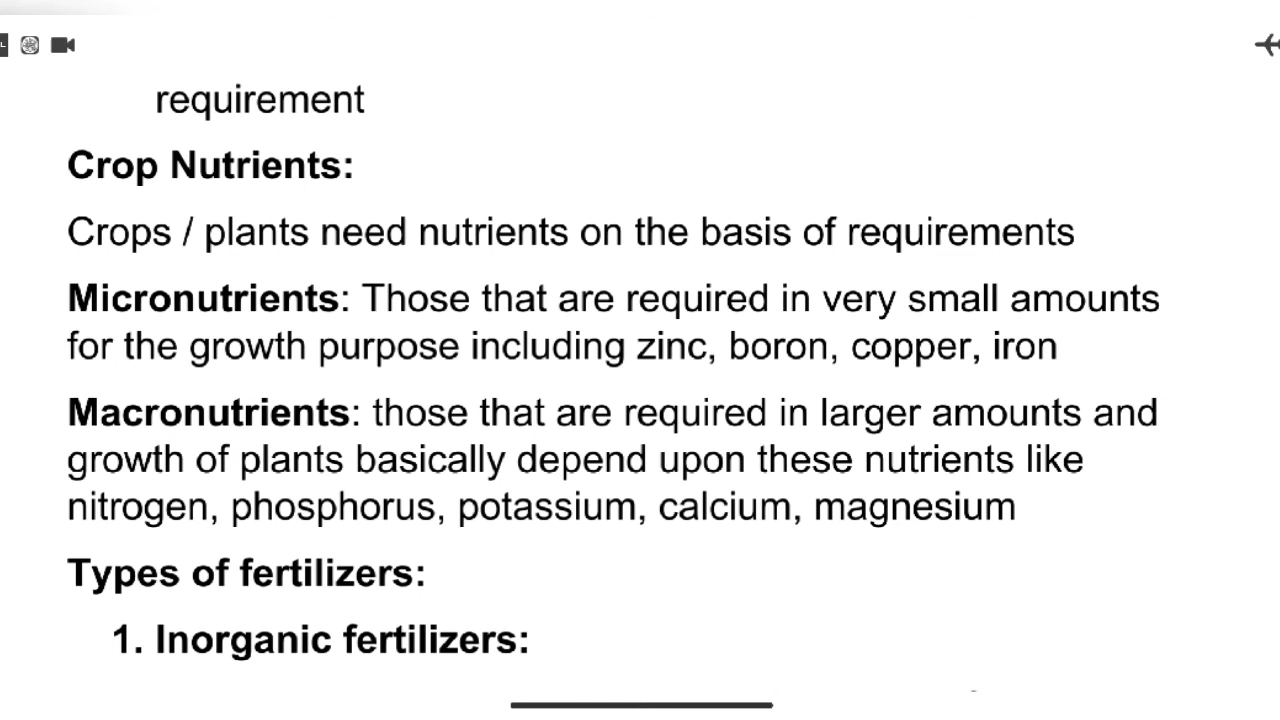 requirement
Crop Nutrients:
Crops / plants need nutrients on the basis of requirements
Micronutrients: Those that are required in very small amounts
for the growth purpose including zinc, boron, copper, iron
Macronutrients: those that are required in larger amounts and
growth of plants basically depend upon these nutrients like
nitrogen, phosphorus, potassium, calcium, magnesium
Types of fertilizers:
1. Inorganic fertilizers: